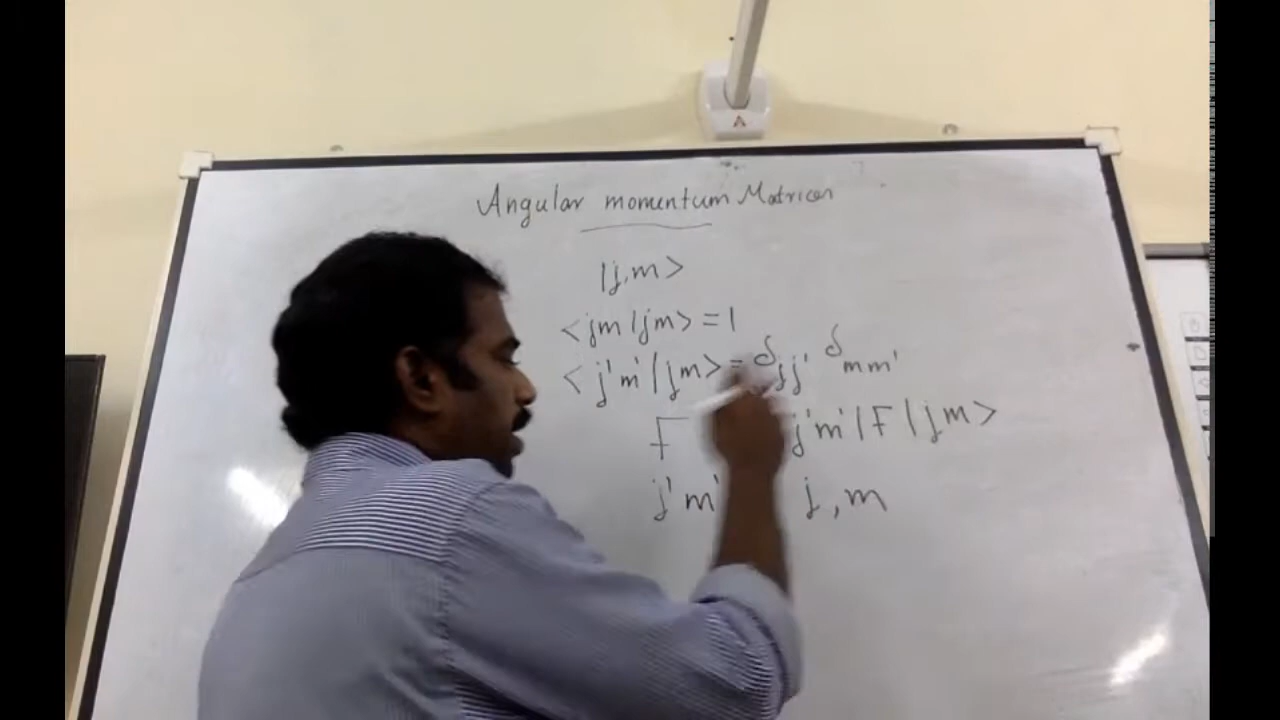 Angular momentum Matrices
|j,m>
<jm|jm> = 1
<j'm'|jm> = δjj' δmm'
F j'm'|F|jm>
j'm' j,m